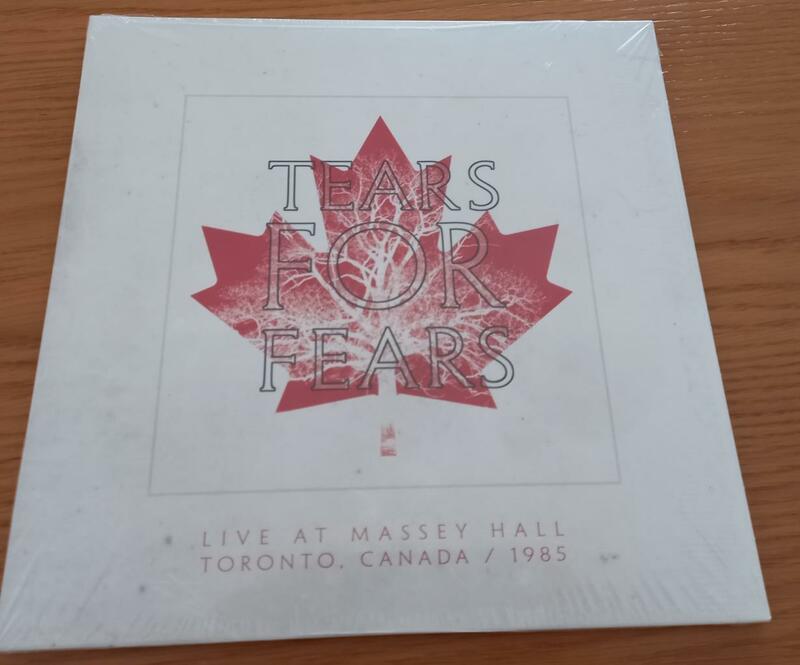 TEARS
FOR
FEARS
LIVE AT MASSEY HALL
TORONTO, CANADA / 1985